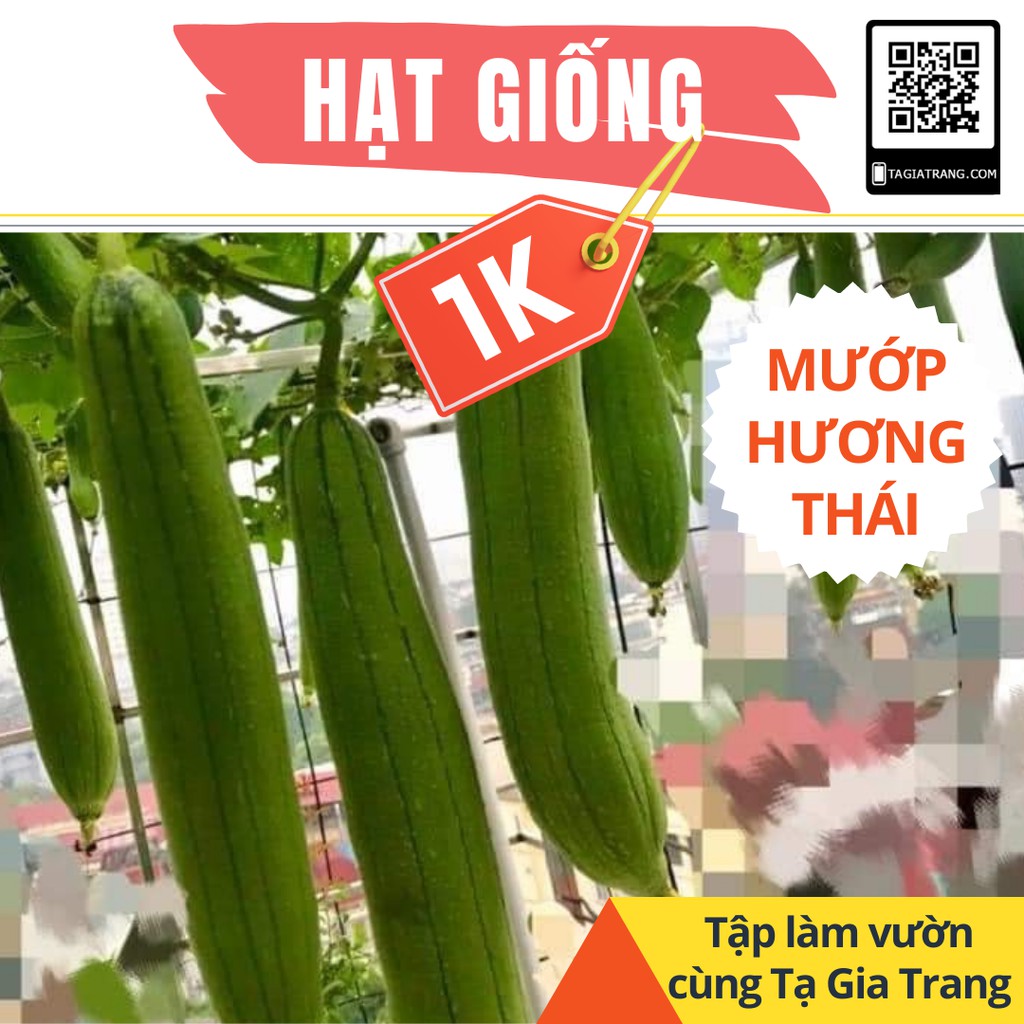 HẠT GIỐNG
TAGIATRANG.COM
1K
MƯỚP
HƯƠNG
THÁI
Tập làm vườn
cùng Tạ Gia Trang